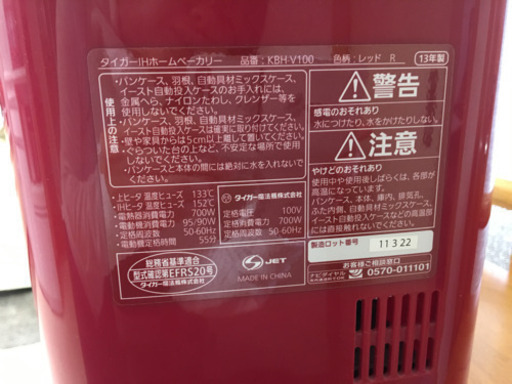 タイガーIHホームベーカリー 品番：KBH-V100 色柄：レッド R 13年製
使用上の注意
・パンケース、羽根、自動具材ミックスケース、
イースト自動投入ケースのお手入れには、
金属へら、ナイロンたわし、クレンザー等を
使用しないでください。
・パンケース、羽根、自動具材ミックスケース、
イースト自動投入ケースは確実に取り付けてください。
・壁や家具からは5cm以上離して置いてください。
・ぐらついた台の上など、不安定な場所で使用
しないでください。
・パンケースと本体の間には絶対に水を入れないで
ください。
警告
感電のおそれあり
水につけたり、水をかけたりしない。
注意
やけどのおそれあり
使用中や使用後しばらくは、各部が
高温になっています。
パンケース、本体、庫内、排気孔、
ふた内側、自動具材ミックスケース、
イースト自動投入ケースなどの高温部
にはさわらないでください。
上ヒータ 温度ヒューズ 133℃
IHヒータ 温度ヒューズ 152℃
電熱器消費電力 700W
電動機消費電力 95/90W
定格周波数 50-60Hz
定格時間 55分
タイガー魔法瓶株式会社
定格電圧 100V
定格消費電力 700W
定格周波数 50-60Hz
製造ロット番号 11 3 22
総務省基準適合
型式確認第EFRS20号
タイガー魔法瓶株式会社
S JET
MADE IN CHINA
お客様ご相談窓口
ナビダイヤル 0570-011101